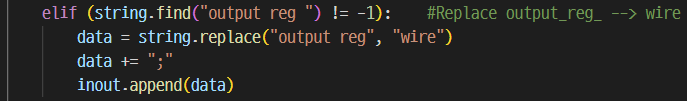 elif (string.find("output reg ") != -1):    #Replace output_reg_ --> wire
    data = string.replace("output reg", "wire")
    data += ";"
    inout.append(data)